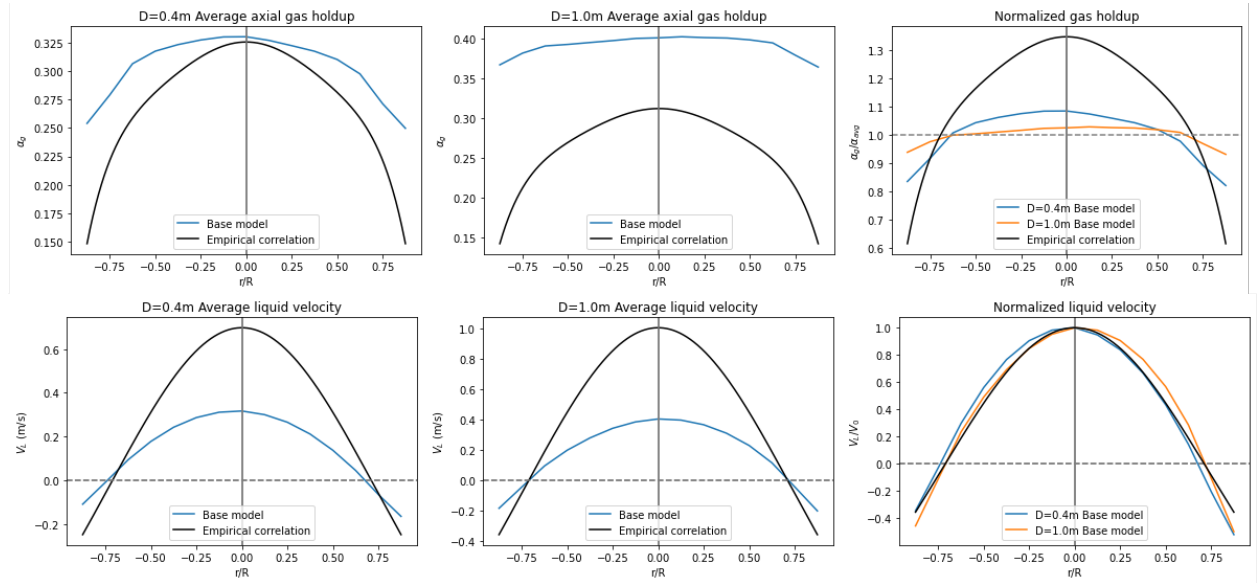 D=0.4m Average axial gas holdup
0.325
0.300
0.275
0.250
0.225
0.200
0.175
0.150
α_g
Base model
Empirical correlation
−0.75 −0.50 −0.25 0.00 0.25 0.50 0.75
r/R
D=1.0m Average axial gas holdup
0.40
0.35
0.30
0.25
0.20
0.15
α_g
Base model
Empirical correlation
−0.75 −0.50 −0.25 0.00 0.25 0.50 0.75
r/R
Normalized gas holdup
1.3
1.2
1.1
1.0
0.9
0.8
0.7
0.6
α_g/α_avg
D=0.4m Base model
D=1.0m Base model
Empirical correlation
−0.75 −0.50 −0.25 0.00 0.25 0.50 0.75
r/R
D=0.4m Average liquid velocity
0.6
0.4
0.2
0.0
−0.2
V_L (m/s)
Base model
Empirical correlation
−0.75 −0.50 −0.25 0.00 0.25 0.50 0.75
r/R
D=1.0m Average liquid velocity
1.0
0.8
0.6
0.4
0.2
0.0
−0.2
−0.4
V_L (m/s)
Base model
Empirical correlation
−0.75 −0.50 −0.25 0.00 0.25 0.50 0.75
r/R
Normalized liquid velocity
1.0
0.8
0.6
0.4
0.2
0.0
−0.2
−0.4
V_L/V_0
D=0.4m Base model
D=1.0m Base model
−0.75 −0.50 −0.25 0.00 0.25 0.50 0.75
r/R